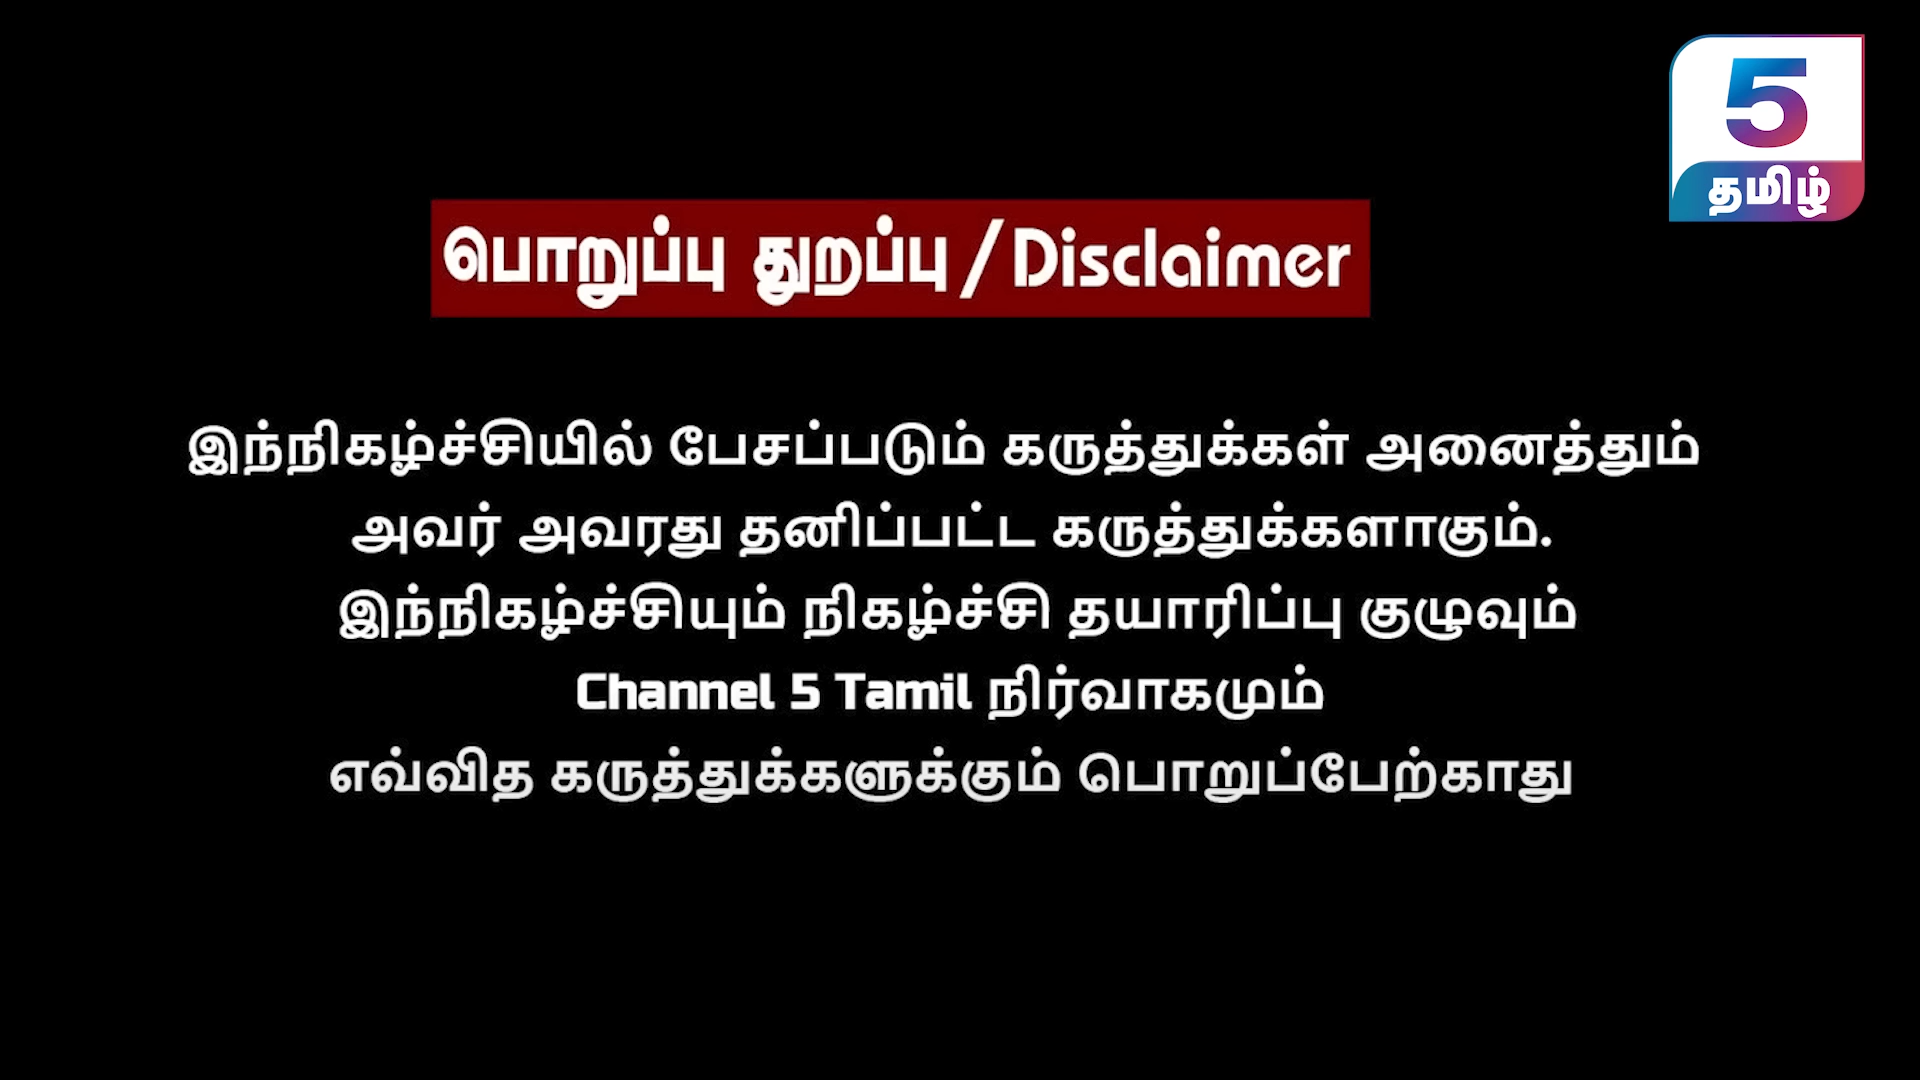 5
தமிழ்
பொறுப்பு துறப்பு / Disclaimer
இந்நிகழ்ச்சியில் பேசப்படும் கருத்துக்கள் அனைத்தும்
அவர் அவரது தனிப்பட்ட கருத்துக்களாகும்.
இந்நிகழ்ச்சியும் நிகழ்ச்சி தயாரிப்பு குழுவும்
Channel 5 Tamil நிர்வாகமும்
எவ்வித கருத்துக்களுக்கும் பொறுப்பேற்காது